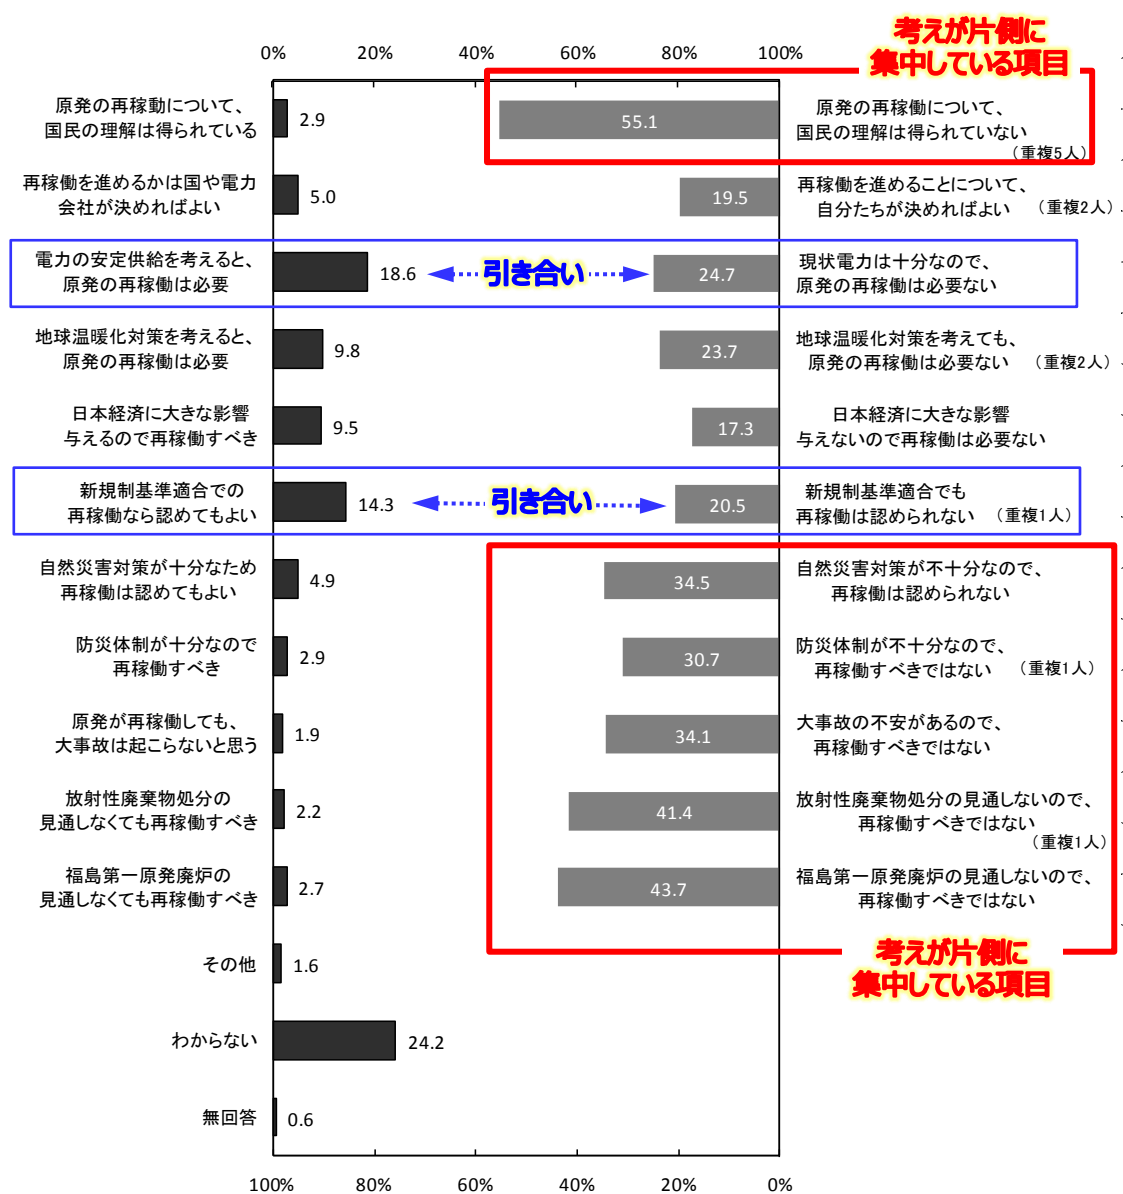 考えが片側に
集中している項目
0%
20%
40%
60%
80%
100%
原発の再稼動について、
国民の理解は得られている
2.9
55.1
原発の再稼働について、
国民の理解は得られていない
（重複5人）
再稼働を進めるかは国や電力
会社が決めればよい
5.0
19.5
再稼働を進めることについて、
自分たちが決めればよい
（重複2人）
電力の安定供給を考えると、
原発の再稼働は必要
18.6
引き合い
24.7
現状電力は十分なので、
原発の再稼働は必要ない
地球温暖化対策を考えると、
原発の再稼働は必要
9.8
23.7
地球温暖化対策を考えても、
原発の再稼働は必要ない
（重複2人）
日本経済に大きな影響
与えるので再稼働すべき
9.5
17.3
日本経済に大きな影響
与えないので再稼働は必要ない
新規制基準適合での
再稼働なら認めてもよい
14.3
引き合い
20.5
新規制基準適合でも
再稼働は認められない
（重複1人）
自然災害対策が十分なため
再稼働は認めてもよい
4.9
34.5
自然災害対策が不十分なので、
再稼働は認められない
防災体制が十分なので
再稼働すべき
2.9
30.7
防災体制が不十分なので、
再稼働すべきではない
（重複1人）
原発が再稼働しても、
大事故は起こらないと思う
1.9
34.1
大事故の不安があるので、
再稼働すべきではない
放射性廃棄物処分の
見通しなくても再稼働すべき
2.2
41.4
放射性廃棄物処分の見通しないので、
再稼働すべきではない
（重複1人）
福島第一原発廃炉の
見通しなくても再稼働すべき
2.7
43.7
福島第一原発廃炉の見通しないので、
再稼働すべきではない
考えが片側に
集中している項目
その他
1.6
わからない
24.2
無回答
0.6
100%
80%
60%
40%
20%
0%